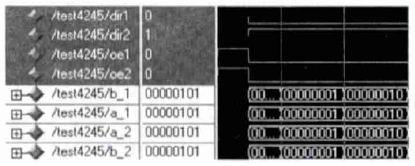 /test4245/dir1 0
/test4245/dir2 1
/test4245/oe1 0
/test4245/oe2 0
/test4245/b_1 00000101 (00... (00000001 (00000010 )
/test4245/a_1 00000101 (00... (00000001 (00000010 )
/test4245/a_2 00000101 (00... (00000001 (00000010 )
/test4245/b_2 00000101 (00... (00000001 (00000010 )